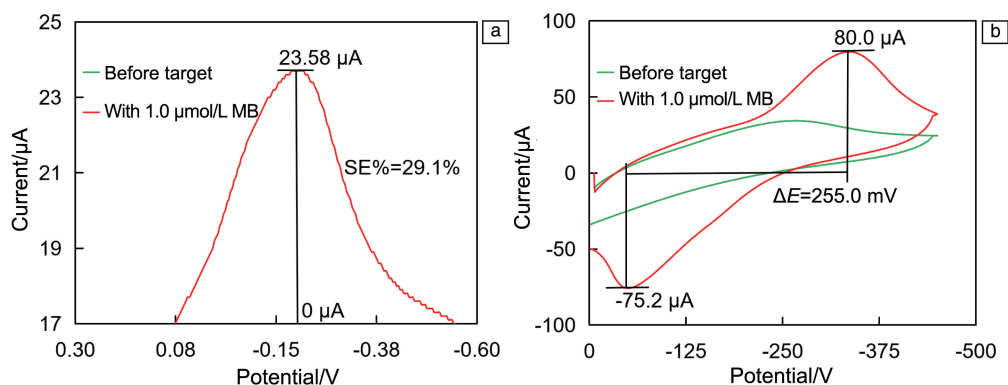 a
25
23
21
19
17
Current/μA
23.58 μA
Before target
With 1.0 μmol/L MB
SE%=29.1%
0 μA
0.30 0.08 -0.15 -0.38 -0.60
Potential/V
b
100
50
0
-50
-100
Current/μA
80.0 μA
Before target
With 1.0 μmol/L MB
ΔE=255.0 mV
-75.2 μA
0 -125 -250 -375 -500
Potential/V